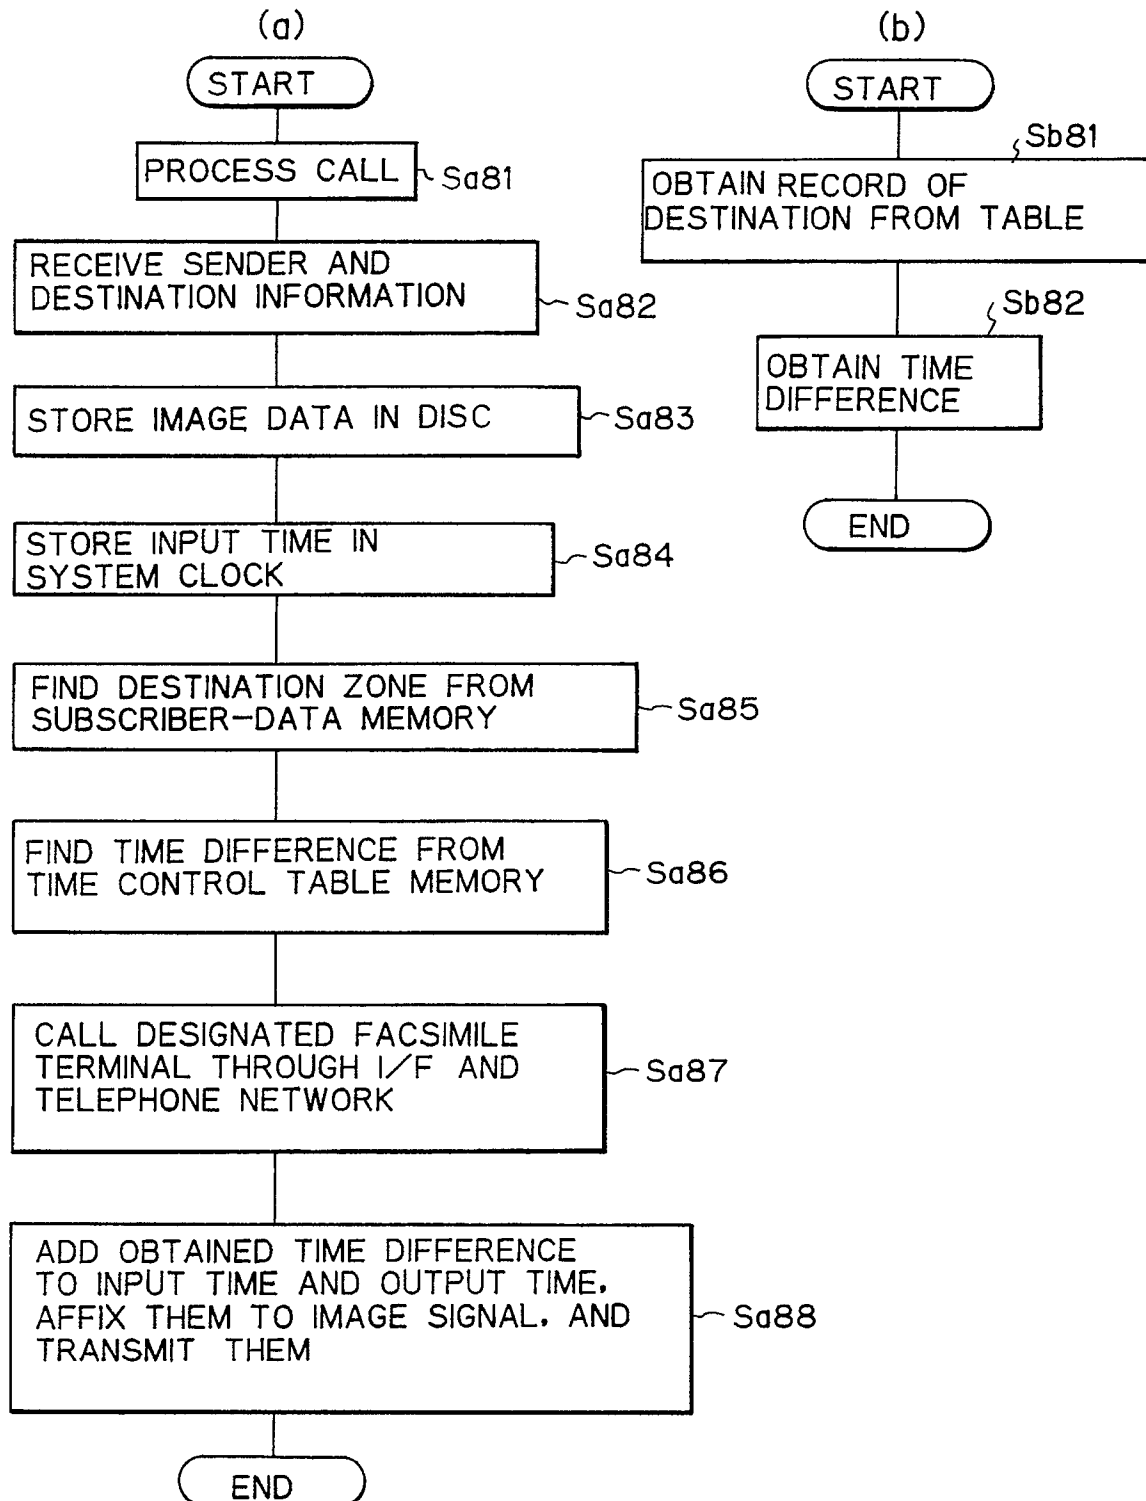 (a)
START
PROCESS CALL
Sa81
RECEIVE SENDER AND
DESTINATION INFORMATION
Sa82
STORE IMAGE DATA IN DISC
Sa83
STORE INPUT TIME IN
SYSTEM CLOCK
Sa84
FIND DESTINATION ZONE FROM
SUBSCRIBER-DATA MEMORY
Sa85
FIND TIME DIFFERENCE FROM
TIME CONTROL TABLE MEMORY
Sa86
CALL DESIGNATED FACSIMILE
TERMINAL THROUGH I/F AND
TELEPHONE NETWORK
Sa87
ADD OBTAINED TIME DIFFERENCE
TO INPUT TIME AND OUTPUT TIME.
AFFIX THEM TO IMAGE SIGNAL. AND
TRANSMIT THEM
Sa88
END
(b)
START
Sb81
OBTAIN RECORD OF
DESTINATION FROM TABLE
Sb82
OBTAIN TIME
DIFFERENCE
END